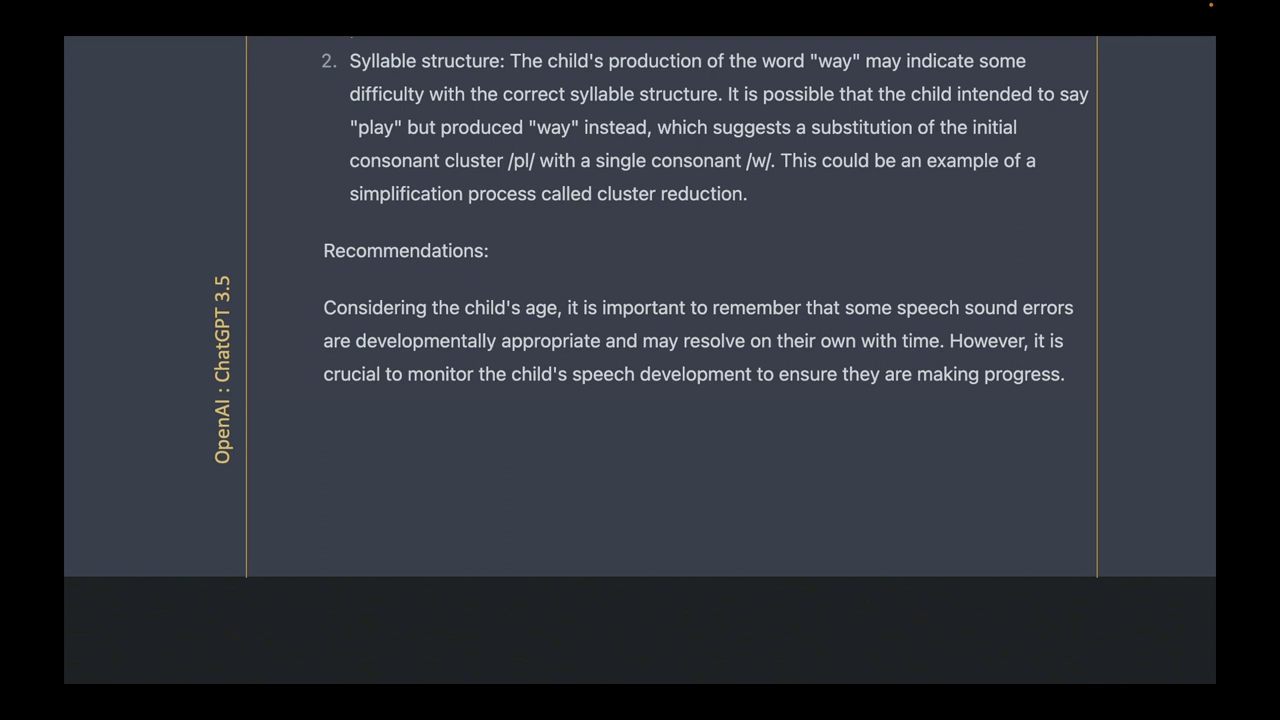 2. Syllable structure: The child's production of the word "way" may indicate some
difficulty with the correct syllable structure. It is possible that the child intended to say
"play" but produced "way" instead, which suggests a substitution of the initial
consonant cluster /pl/ with a single consonant /w/. This could be an example of a
simplification process called cluster reduction.
Recommendations:
Considering the child's age, it is important to remember that some speech sound errors
are developmentally appropriate and may resolve on their own with time. However, it is
crucial to monitor the child's speech development to ensure they are making progress.
OpenAI : ChatGPT 3.5